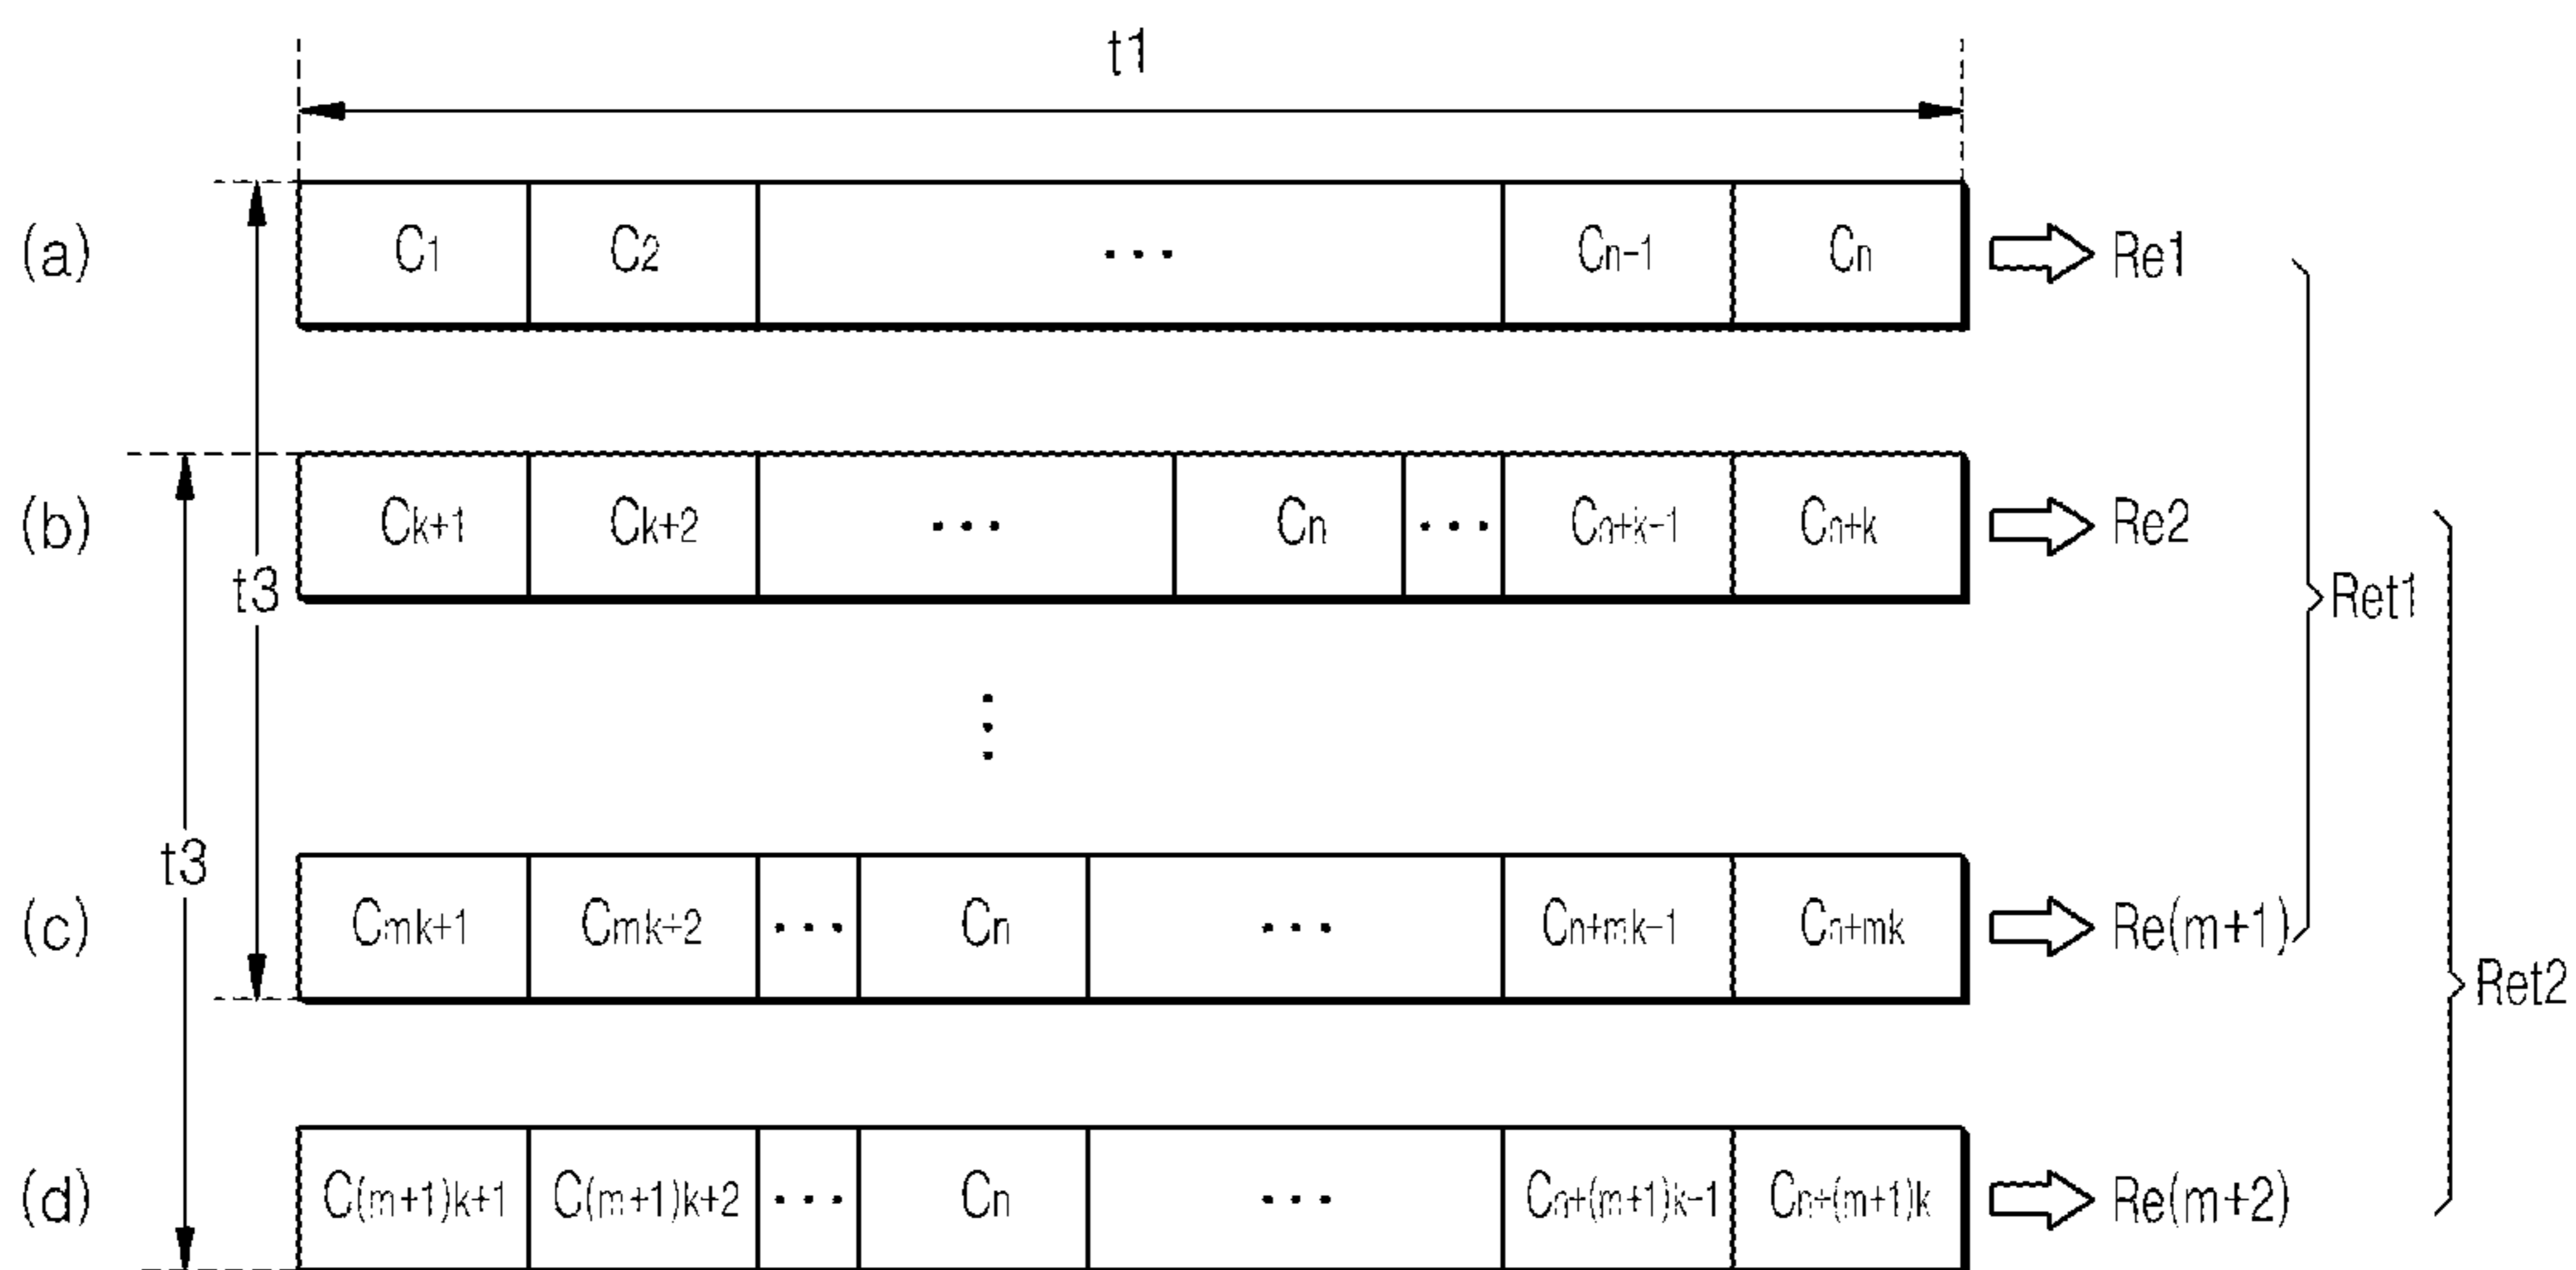 t1
(a) C1 C2 ... Cn-1 Cn Re1
(b) Ck+1 Ck+2 ... Cn ... Cn+k-1 Cn+k Re2
t3 Ret1
t3
(c) Cmk+1 Cmk+2 ... Cn ... Cn+mk-1 Cn+mk Re(m+1)
Ret2
(d) C(m+1)k+1 C(m+1)k+2 ... Cn ... Cn+(m+1)k-1 Cn+(m+1)k Re(m+2)